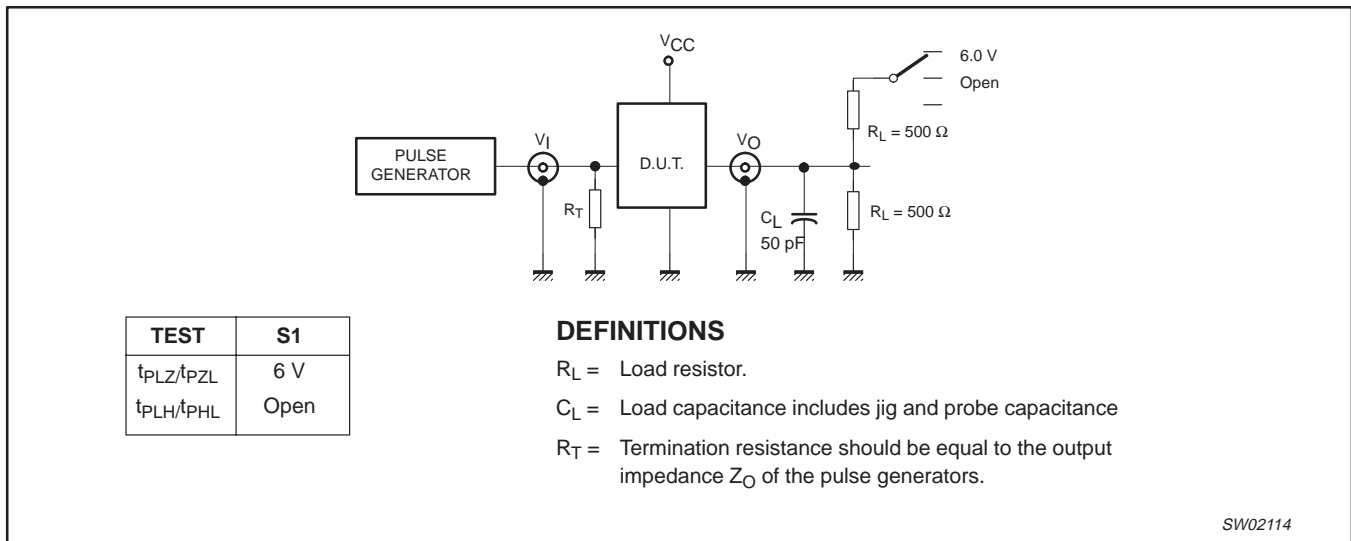 VCC
6.0 V
Open
RL = 500 Ω
PULSE
GENERATOR
VI
RT
D.U.T.
VO
CL
50 pF
RL = 500 Ω
TEST S1
tPLZ/tPZL 6 V
tPLH/tPHL Open
DEFINITIONS
RL = Load resistor.
CL = Load capacitance includes jig and probe capacitance
RT = Termination resistance should be equal to the output
impedance ZO of the pulse generators.
SW02114